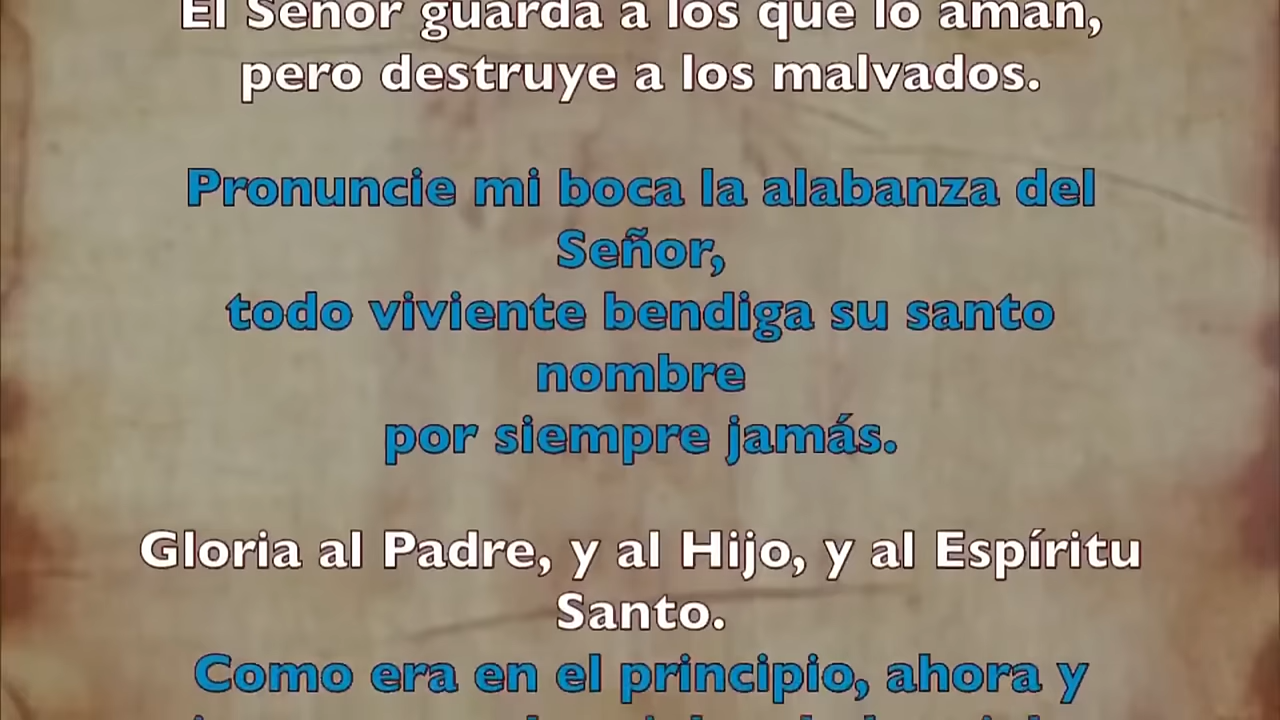 El Señor guarda a los que lo aman,
pero destruye a los malvados.
Pronuncie mi boca la alabanza del
Señor,
todo viviente bendiga su santo
nombre
por siempre jamás.
Gloria al Padre, y al Hijo, y al Espíritu
Santo.
Como era en el principio, ahora y